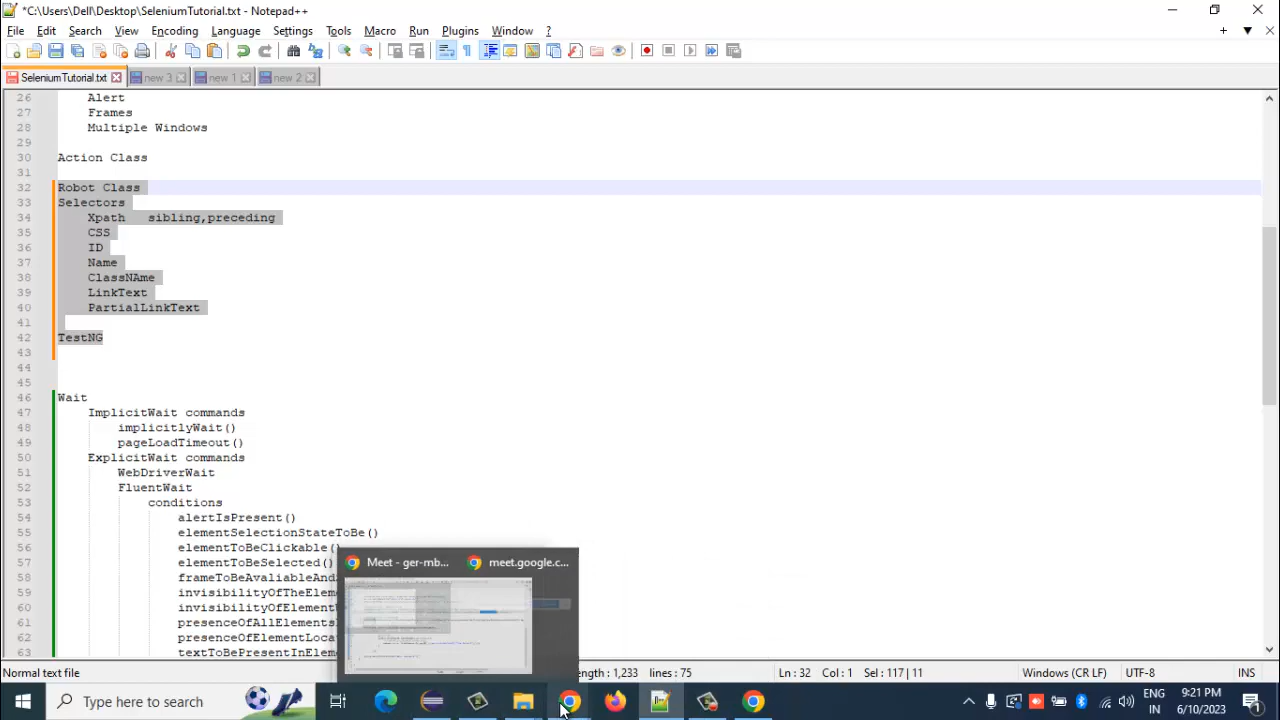 *C:\Users\Dell\Desktop\SeleniumTutorial.txt - Notepad++
File Edit Search View Encoding Language Settings Tools Macro Run Plugins Window ?
SeleniumTutorial.txt new 3 new 1 new 2
26 Alert
27 Frames
28 Multiple Windows
29
30 Action Class
31
32 Robot Class
33 Selectors
34 Xpath sibling,preceding
35 CSS
36 ID
37 Name
38 ClassNAme
39 LinkText
40 PartialLinkText
41
42 TestNG
43
44
45
46 Wait
47 ImplicitWait commands
48 implicitlyWait()
49 pageLoadTimeout()
50 ExplicitWait commands
51 WebDriverWait
52 FluentWait
53 conditions
54 alertIsPresent()
55 elementSelectionStateToBe()
56 elementToBeClickable()
57 elementToBeSelected()
58 frameToBeAvaliableAnd
59 invisibilityOfTheElem
60 invisibilityOfElement
61 presenceOfAllElements
62 presenceOfElementLoca
63 textToBePresentInElem
Meet - ger-mb... meet.google.c...
Normal text file length : 1,233 lines : 75 Ln : 32 Col : 1 Sel : 117 | 11 Windows (CR LF) UTF-8 INS
Type here to search
ENG
IN
9:21 PM
6/10/2023
1